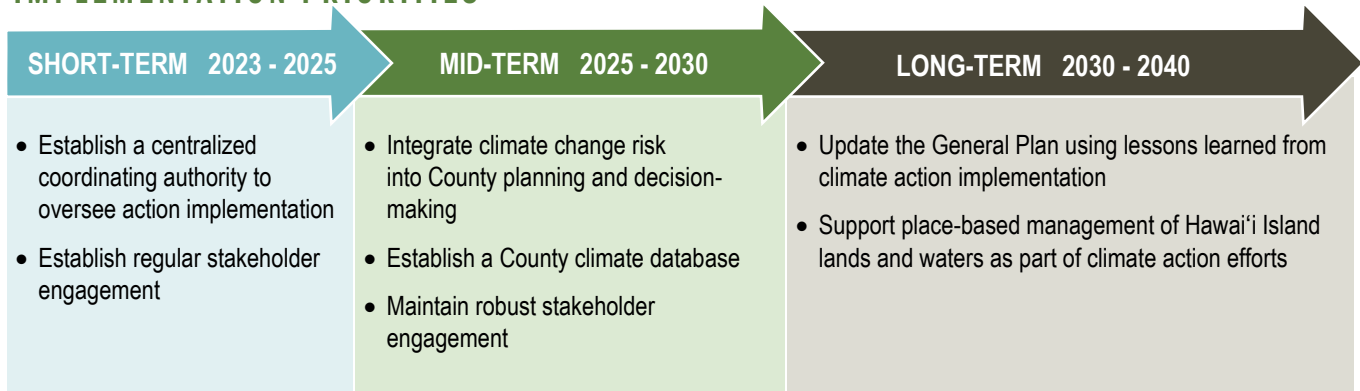 IMPLEMENTATION PRIORITIES
SHORT-TERM 2023 - 2025
• Establish a centralized
coordinating authority to
oversee action implementation
• Establish regular stakeholder
engagement
MID-TERM 2025 - 2030
• Integrate climate change risk
into County planning and decision-
making
• Establish a County climate database
• Maintain robust stakeholder
engagement
LONG-TERM 2030 - 2040
• Update the General Plan using lessons learned from
climate action implementation
• Support place-based management of Hawaiʻi Island
lands and waters as part of climate action efforts